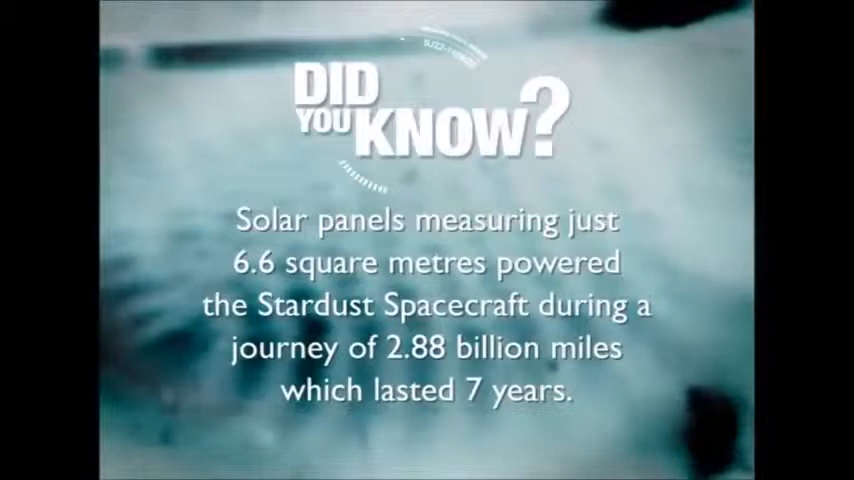 DID
YOU KNOW?
Solar panels measuring just
6.6 square metres powered
the Stardust Spacecraft during a
journey of 2.88 billion miles
which lasted 7 years.